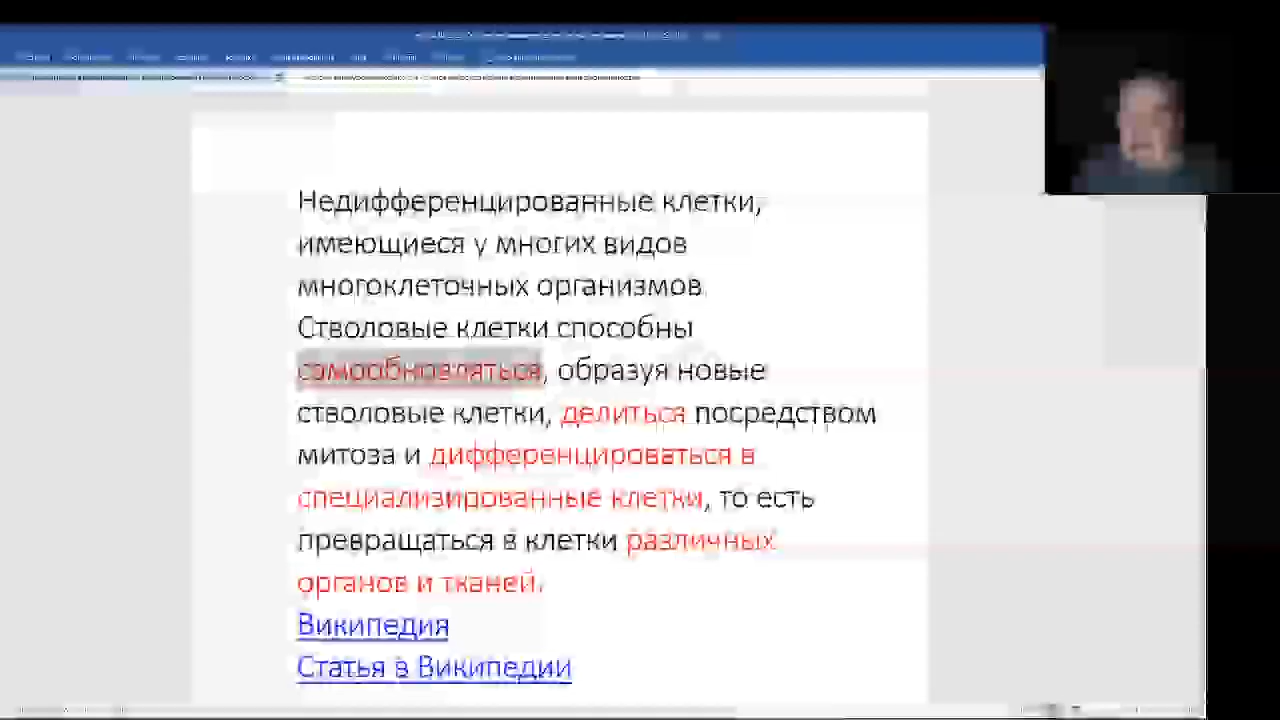 Недифференцированные клетки,
имеющиеся у многих видов
многоклеточных организмов
Стволовые клетки способны
самообновляться, образуя новые
стволовые клетки, делиться посредством
митоза и дифференцироваться в
специализированные клетки, то есть
превращаться в клетки различных
органов и тканей.
Википедия
Статья в Википедии